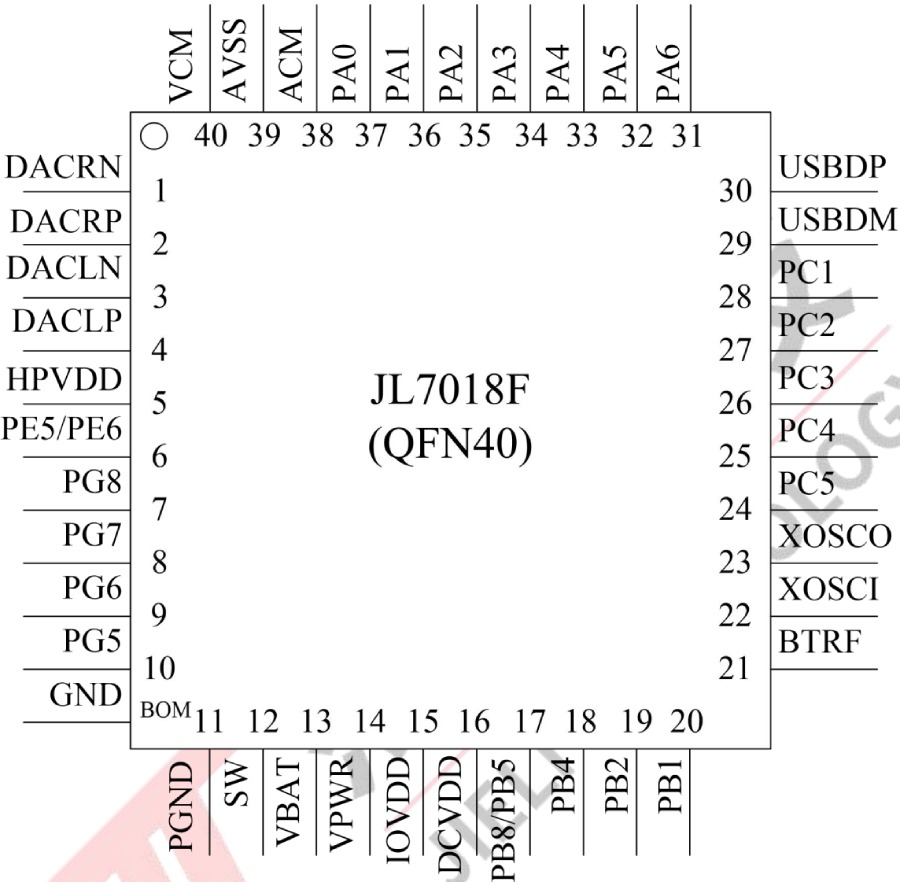 VCM
AVSS
ACM
PA0
PA1
PA2
PA3
PA4
PA5
PA6
40 39 38 37 36 35 34 33 32 31
DACRN
1
DACRP
2
DACLN
3
DACLP
4
HPVDD
5
PE5/PE6
6
PG8
7
PG7
8
PG6
9
PG5
10
GND
BOM
JL7018F
(QFN40)
USBDP
30
USBDM
29
PC1
28
PC2
27
PC3
26
PC4
25
PC5
24
XOSCO
23
XOSCI
22
BTRF
21
11 12 13 14 15 16 17 18 19 20
PGND
SW
VBAT
VPWR
IOVDD
DCVDD
PB8/PB5
PB4
PB2
PB1